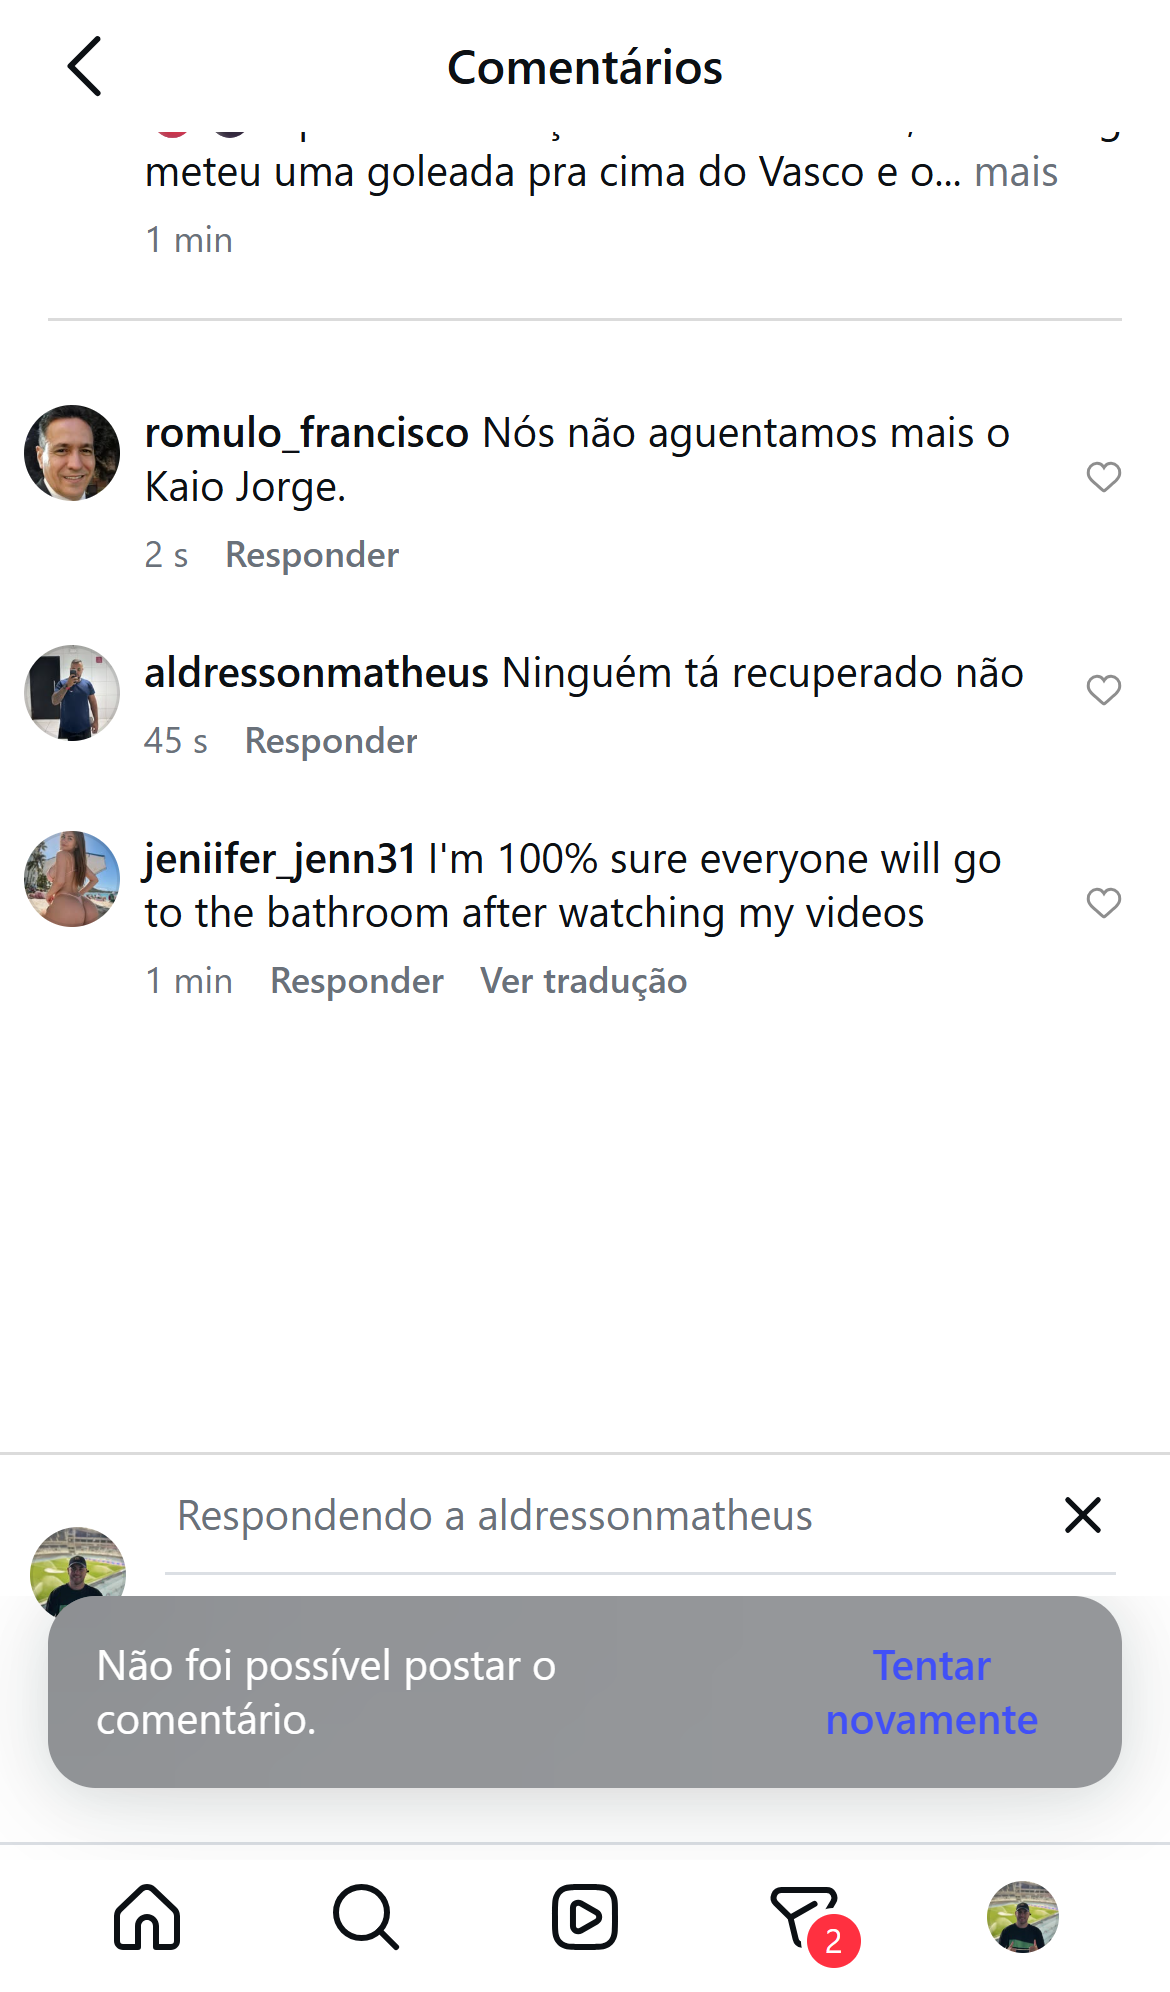 Comentários
meteu uma goleada pra cima do Vasco e o... mais
1 min
romulo_francisco Nós não aguentamos mais o
Kaio Jorge.
2 s Responder
aldressonmatheus Ninguém tá recuperado não
45 s Responder
jeniifer_jenn31 I'm 100% sure everyone will go
to the bathroom after watching my videos
1 min Responder Ver tradução
Respondendo a aldressonmatheus
Não foi possível postar o
comentário.
Tentar
novamente
2